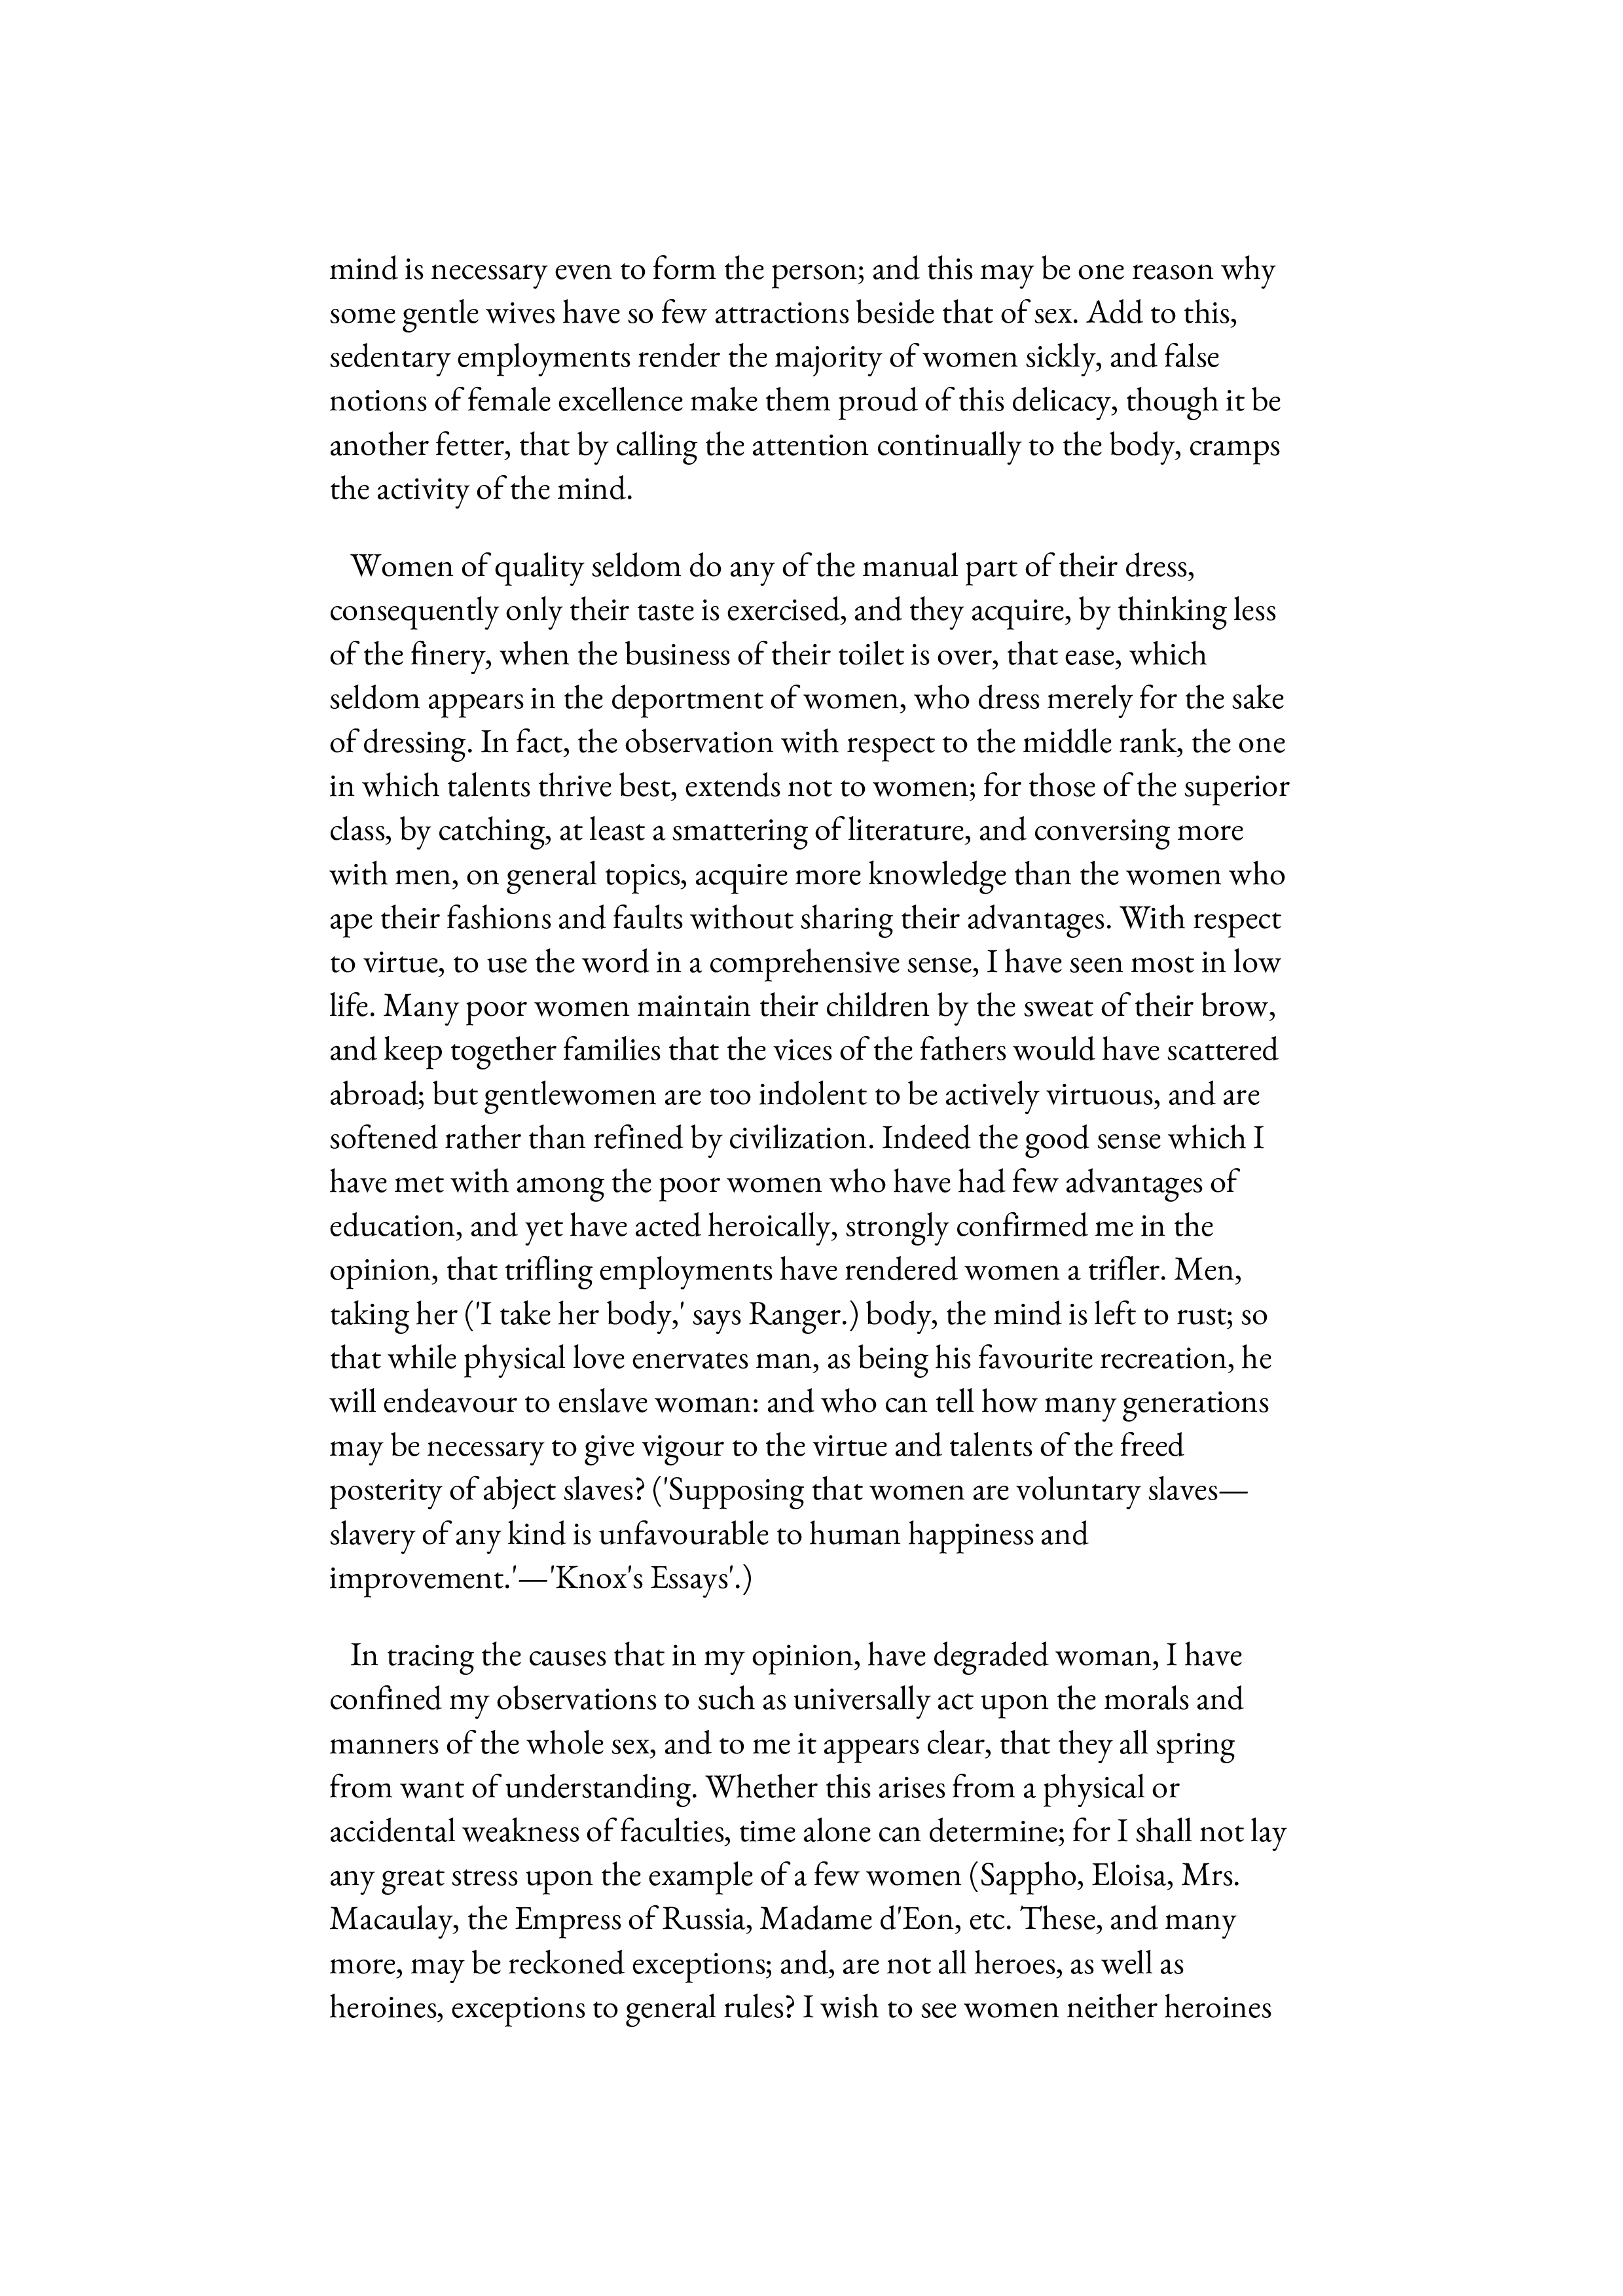 mind is necessary even to form the person; and this may be one reason why
some gentle wives have so few attractions beside that of sex. Add to this,
sedentary employments render the majority of women sickly, and false
notions of female excellence make them proud of this delicacy, though it be
another fetter, that by calling the attention continually to the body, cramps
the activity of the mind.
Women of quality seldom do any of the manual part of their dress,
consequently only their taste is exercised, and they acquire, by thinking less
of the finery, when the business of their toilet is over, that ease, which
seldom appears in the department of women, who dress merely for the sake
of dressing. In fact, the observation with respect to the middle rank, the one
in which talents thrive best, extends not to women; for those of the superior
class, by catching, at least a smattering of literature, and conversing more
with men, on general topics, acquire more knowledge than the women who
ape their fashions and faults without sharing their advantages. With respect
to virtue, to use the word in a comprehensive sense, I have seen most in low
life. Many poor women maintain their children by the sweat of their brow,
and keep together families that the vices of the fathers would have scattered
abroad; but gentlewomen are too indolent to be actively virtuous, and are
softened rather than refined by civilization. Indeed the good sense which I
have met with among the poor women who have had few advantages of
education, and yet have acted heroically, strongly confirmed me in the
opinion, that trifling employments have rendered women a trifler. Men,
taking her ('I take her body,' says Ranger.) body, the mind is left to rust; so
that while physical love enervates man, as being his favourite recreation, he
will endeavour to enslave woman: and who can tell how many generations
may be necessary to give vigour to the virtue and talents of the freed
posterity of abject slaves? ('Supposing that women are voluntary slaves—
slavery of any kind is unfavourable to human happiness and
improvement.'—'Knox's Essays'.)
In tracing the causes that in my opinion, have degraded woman, I have
confined my observations to such as universally act upon the morals and
manners of the whole sex, and to me it appears clear, that they all spring
from want of understanding. Whether this arises from a physical or
accidental weakness of faculties, time alone can determine; for I shall not lay
any great stress upon the example of a few women (Sappho, Eloisa, Mrs.
Macaulay, the Empress of Russia, Madame d'Eon, etc. These, and many
more, may be reckoned exceptions; and, are not all heroes, as well as
heroines, exceptions to general rules? I wish to see women neither heroines